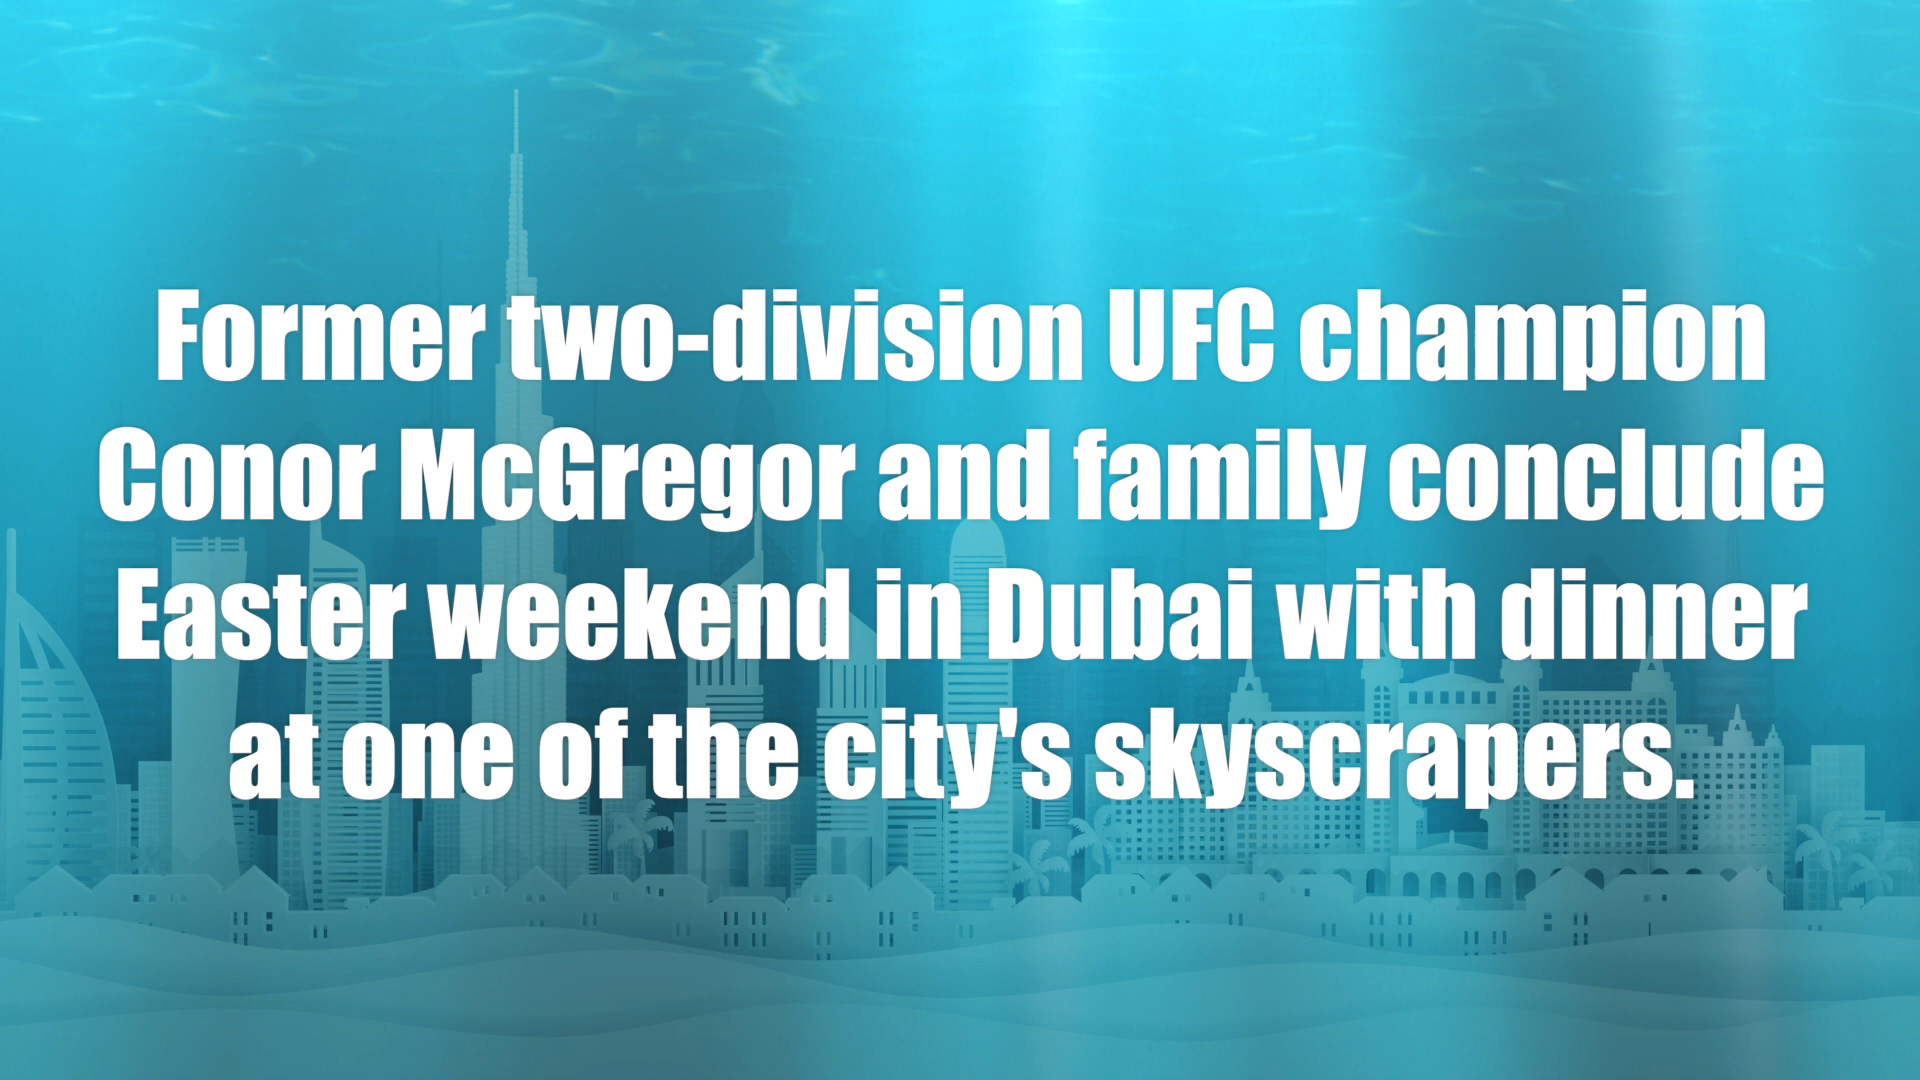 Former two-division UFC champion
Conor McGregor and family conclude
Easter weekend in Dubai with dinner
at one of the city's skyscrapers.